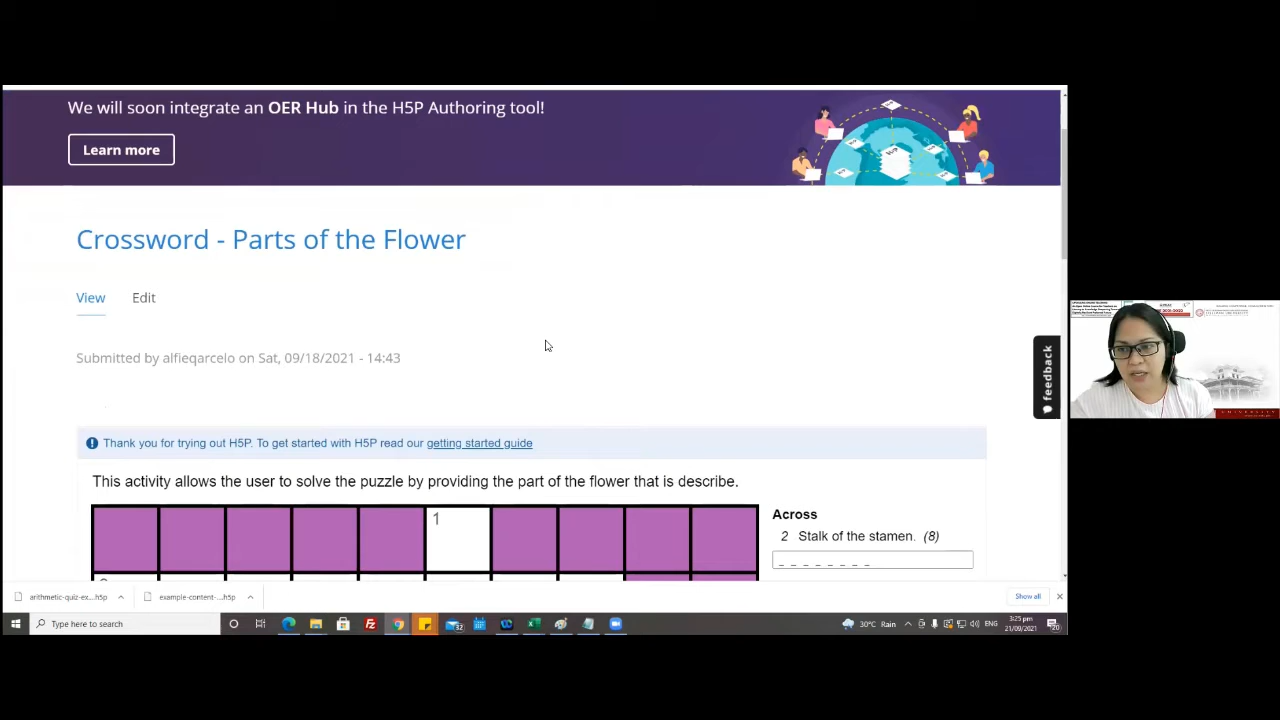 We will soon integrate an OER Hub in the H5P Authoring tool!
Learn more
H5P
Crossword - Parts of the Flower
View Edit
Submitted by alfieqarcelo on Sat, 09/18/2021 - 14:43
feedback
Thank you for trying out H5P. To get started with H5P read our getting started guide
This activity allows the user to solve the puzzle by providing the part of the flower that is describe.
1
Across
2 Stalk of the stamen. (8)
_ _ _ _ _ _ _ _
arithmetic-quiz-ex....h5p
example-content-...h5p
Show all
Type here to search
32
30°C Rain
ENG
3:25 pm
21/09/2021
20